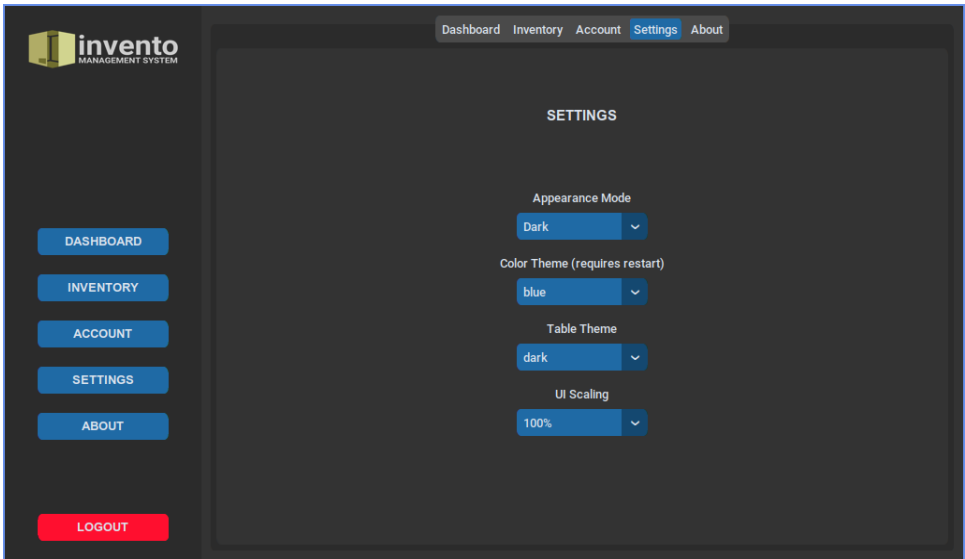 invento
MANAGEMENT SYSTEM
DASHBOARD
INVENTORY
ACCOUNT
SETTINGS
ABOUT
LOGOUT
Dashboard Inventory Account Settings About
SETTINGS
Appearance Mode
Dark
Color Theme (requires restart)
blue
Table Theme
dark
UI Scaling
100%